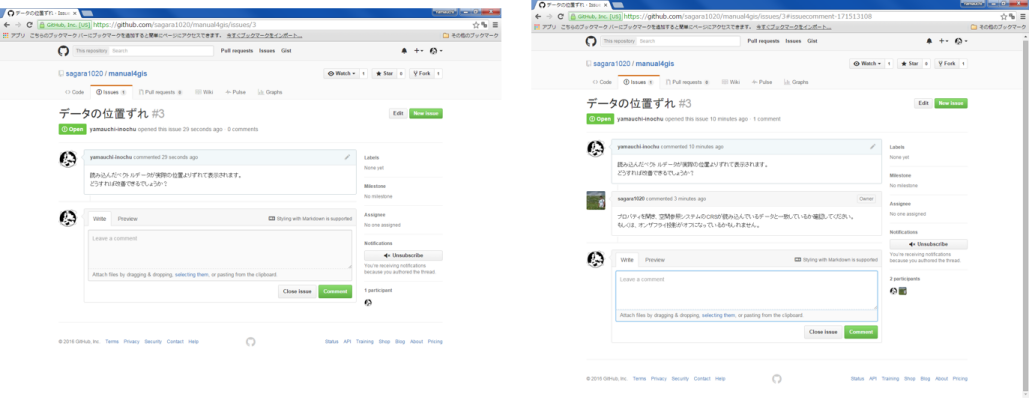 データの位置ずれ · Issue
GitHub, Inc. [US] https://github.com/sagara1020/manual4gis/issues/3
アプリ こちらのブックマーク バーにブックマークを追加すると簡単にページにアクセスできます。 今すぐブックマークをインポート... その他のブックマーク
This repository Search Pull requests Issues Gist
sagara1020 / manual4gis
Watch 1 Star 0 Fork 1
Code Issues 1 Pull requests 0 Wiki Pulse Graphs
データの位置ずれ #3
Edit New issue
Open yamauchi-inochu opened this issue 29 seconds ago · 0 comments
yamauchi-inochu commented 29 seconds ago
読み込んだベクトルデータが実際の位置よりずれて表示されます。
どうすれば改善できるでしょうか?
Write Preview Styling with Markdown is supported
Leave a comment
Attach files by dragging & dropping, selecting them, or pasting from the clipboard.
Close issue Comment
Labels
None yet
Milestone
No milestone
Assignee
No one assigned
Notifications
Unsubscribe
You're receiving notifications
because you authored the thread.
1 participant
© 2016 GitHub, Inc. Terms Privacy Security Contact Help
Status API Training Shop Blog About Pricing
データの位置ずれ · Issue
GitHub, Inc. [US] https://github.com/sagara1020/manual4gis/issues/3#issuecomment-171513108
アプリ こちらのブックマーク バーにブックマークを追加すると簡単にページにアクセスできます。 今すぐブックマークをインポート... その他のブックマーク
This repository Search Pull requests Issues Gist
sagara1020 / manual4gis
Watch 1 Star 0 Fork 1
Code Issues 1 Pull requests 0 Wiki Pulse Graphs
データの位置ずれ #3
Edit New issue
Open yamauchi-inochu opened this issue 10 minutes ago · 1 comment
yamauchi-inochu commented 10 minutes ago
読み込んだベクトルデータが実際の位置よりずれて表示されます。
どうすれば改善できるでしょうか?
sagara1020 commented 3 minutes ago Owner
プロパティを開き、空間参照システムのCRSが読み込んでいるデータと一致しているか確認してください。
もしくは、オンザフライ投影がオフになっているかもしれません。
Write Preview Styling with Markdown is supported
Leave a comment
Attach files by dragging & dropping, selecting them, or pasting from the clipboard.
Close issue Comment
Labels
None yet
Milestone
No milestone
Assignee
No one assigned
Notifications
Unsubscribe
You're receiving notifications
because you authored the thread.
2 participants
© 2016 GitHub, Inc. Terms Privacy Security Contact Help
Status API Training Shop Blog About Pricing